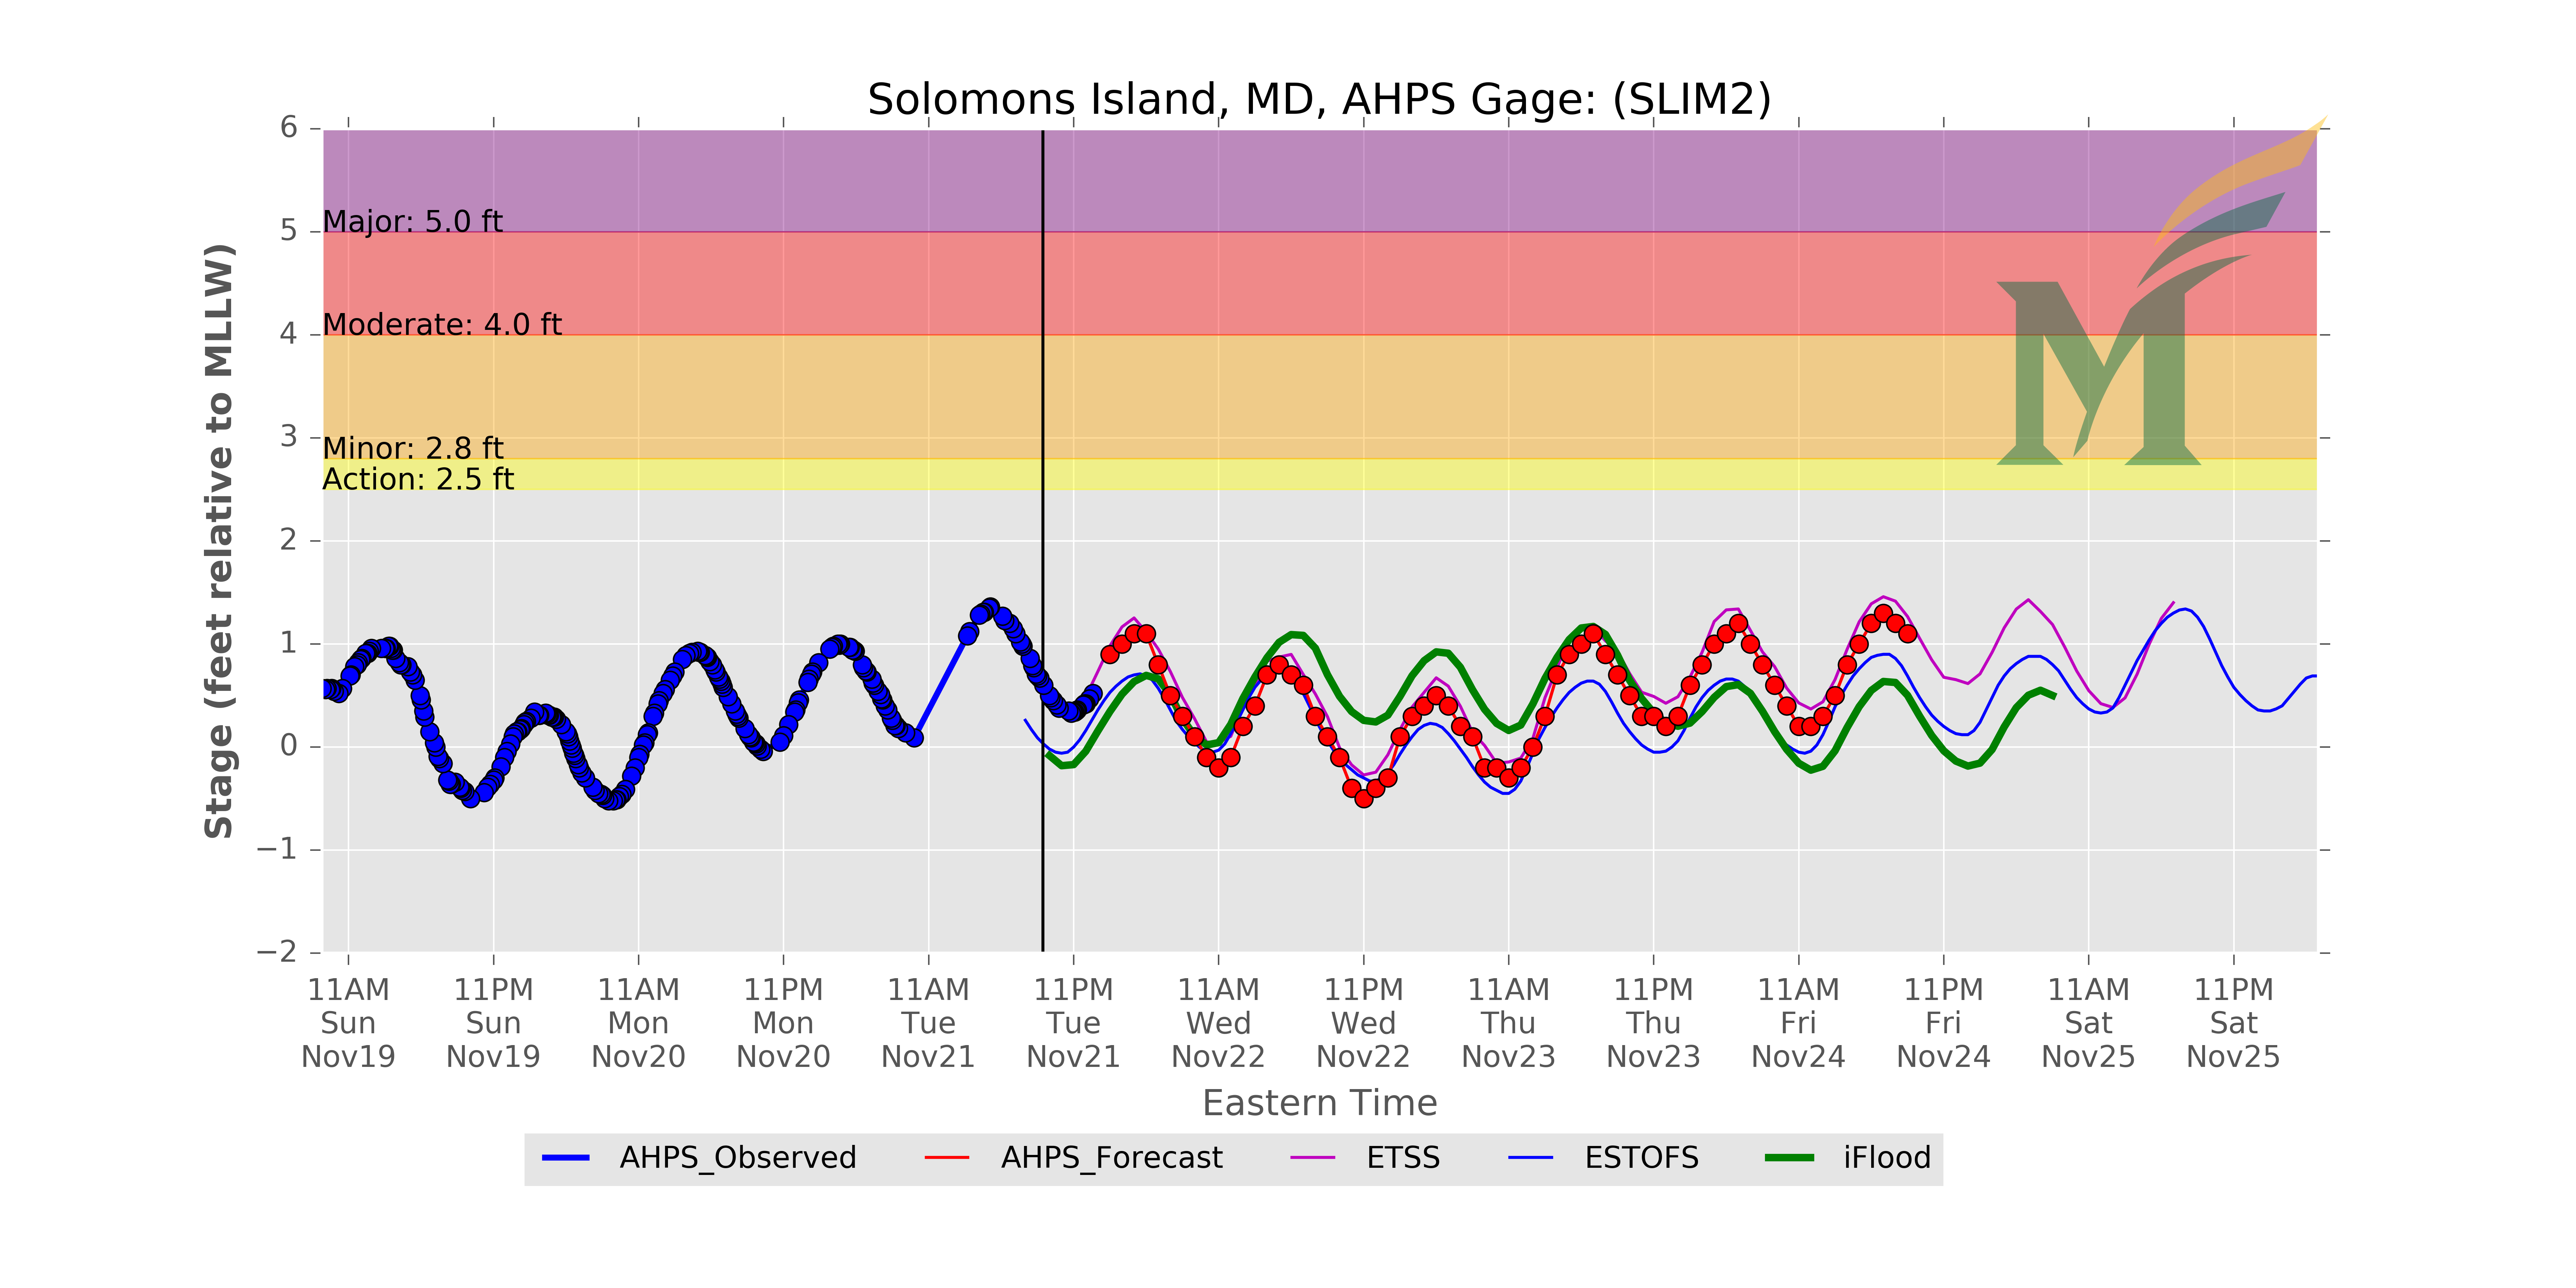 Solomons Island, MD, AHPS Gage: (SLIM2)
Stage (feet relative to MLLW)
6
5
4
3
2
1
0
−1
−2
Major: 5.0 ft
Moderate: 4.0 ft
Minor: 2.8 ft
Action: 2.5 ft
11AM 11PM 11AM 11PM 11AM 11PM 11AM 11PM 11AM 11PM 11AM 11PM 11AM 11PM
Sun Sun Mon Mon Tue Tue Wed Wed Thu Thu Fri Fri Sat Sat
Nov19 Nov19 Nov20 Nov20 Nov21 Nov21 Nov22 Nov22 Nov23 Nov23 Nov24 Nov24 Nov25 Nov25
Eastern Time
AHPS_Observed AHPS_Forecast ETSS ESTOFS iFlood